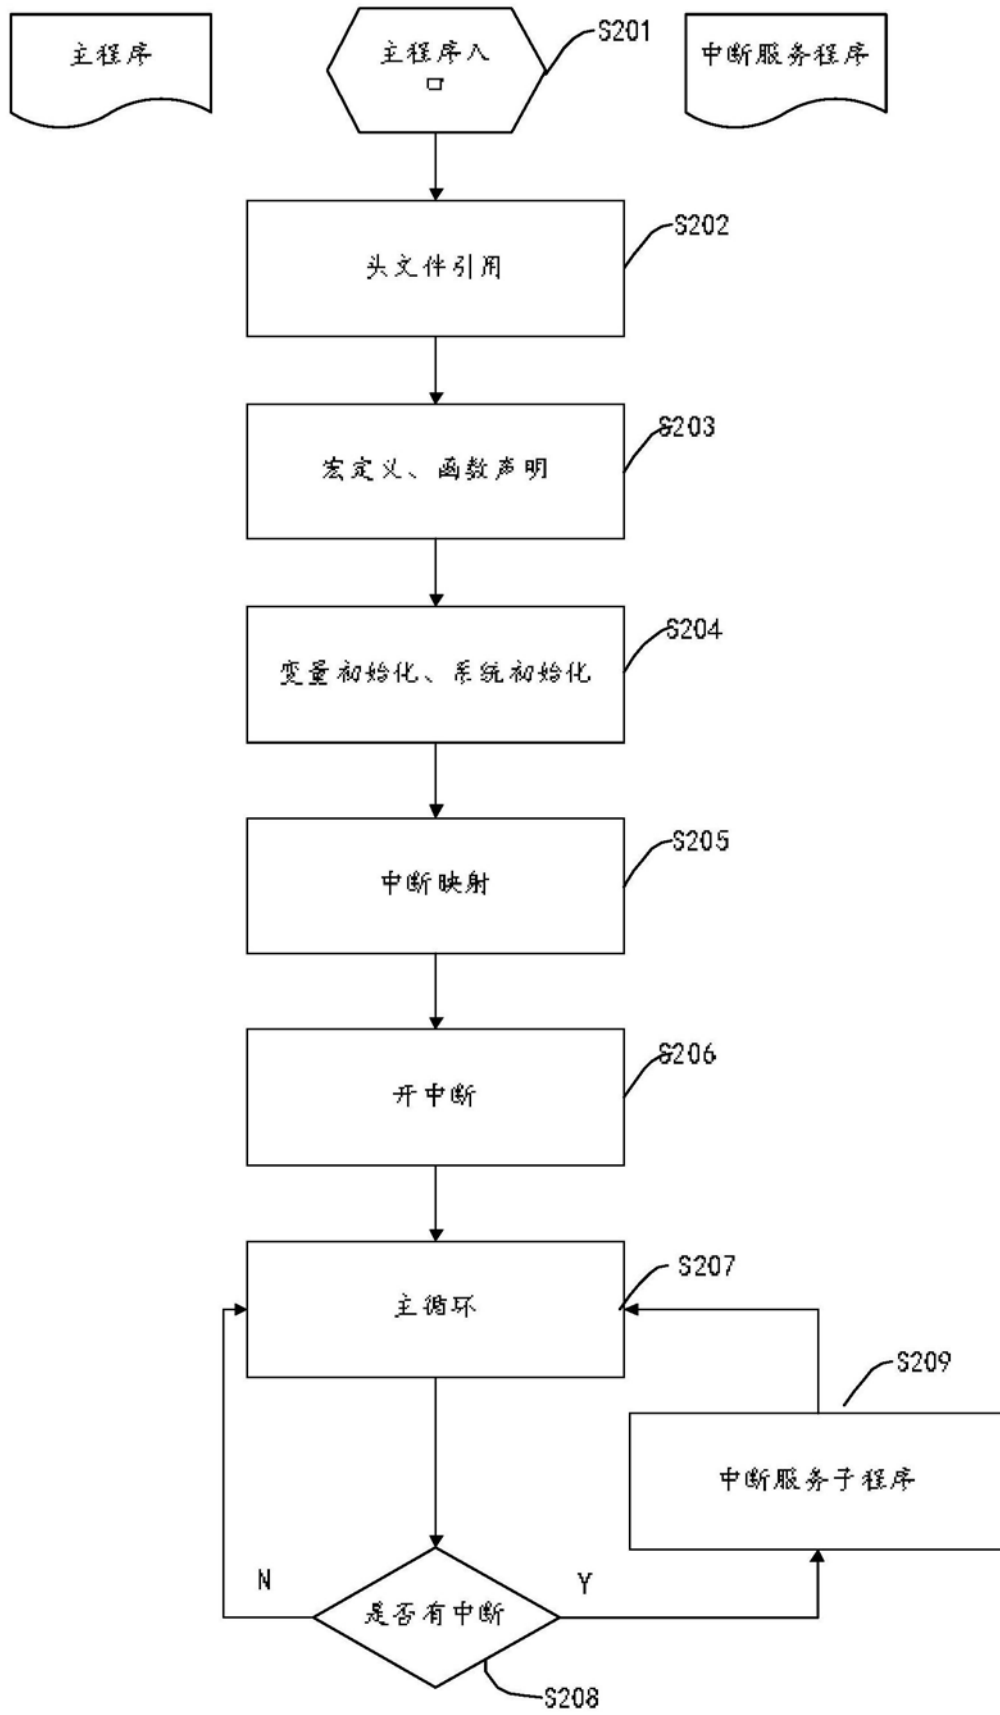 主程序
主程序入
口
S201
中断服务程序
S202
头文件引用
S203
宏定义、函数声明
S204
变量初始化、系统初始化
S205
中断映射
S206
开中断
S207
主循环
S209
中断服务子程序
N
Y
是否有中断
S208